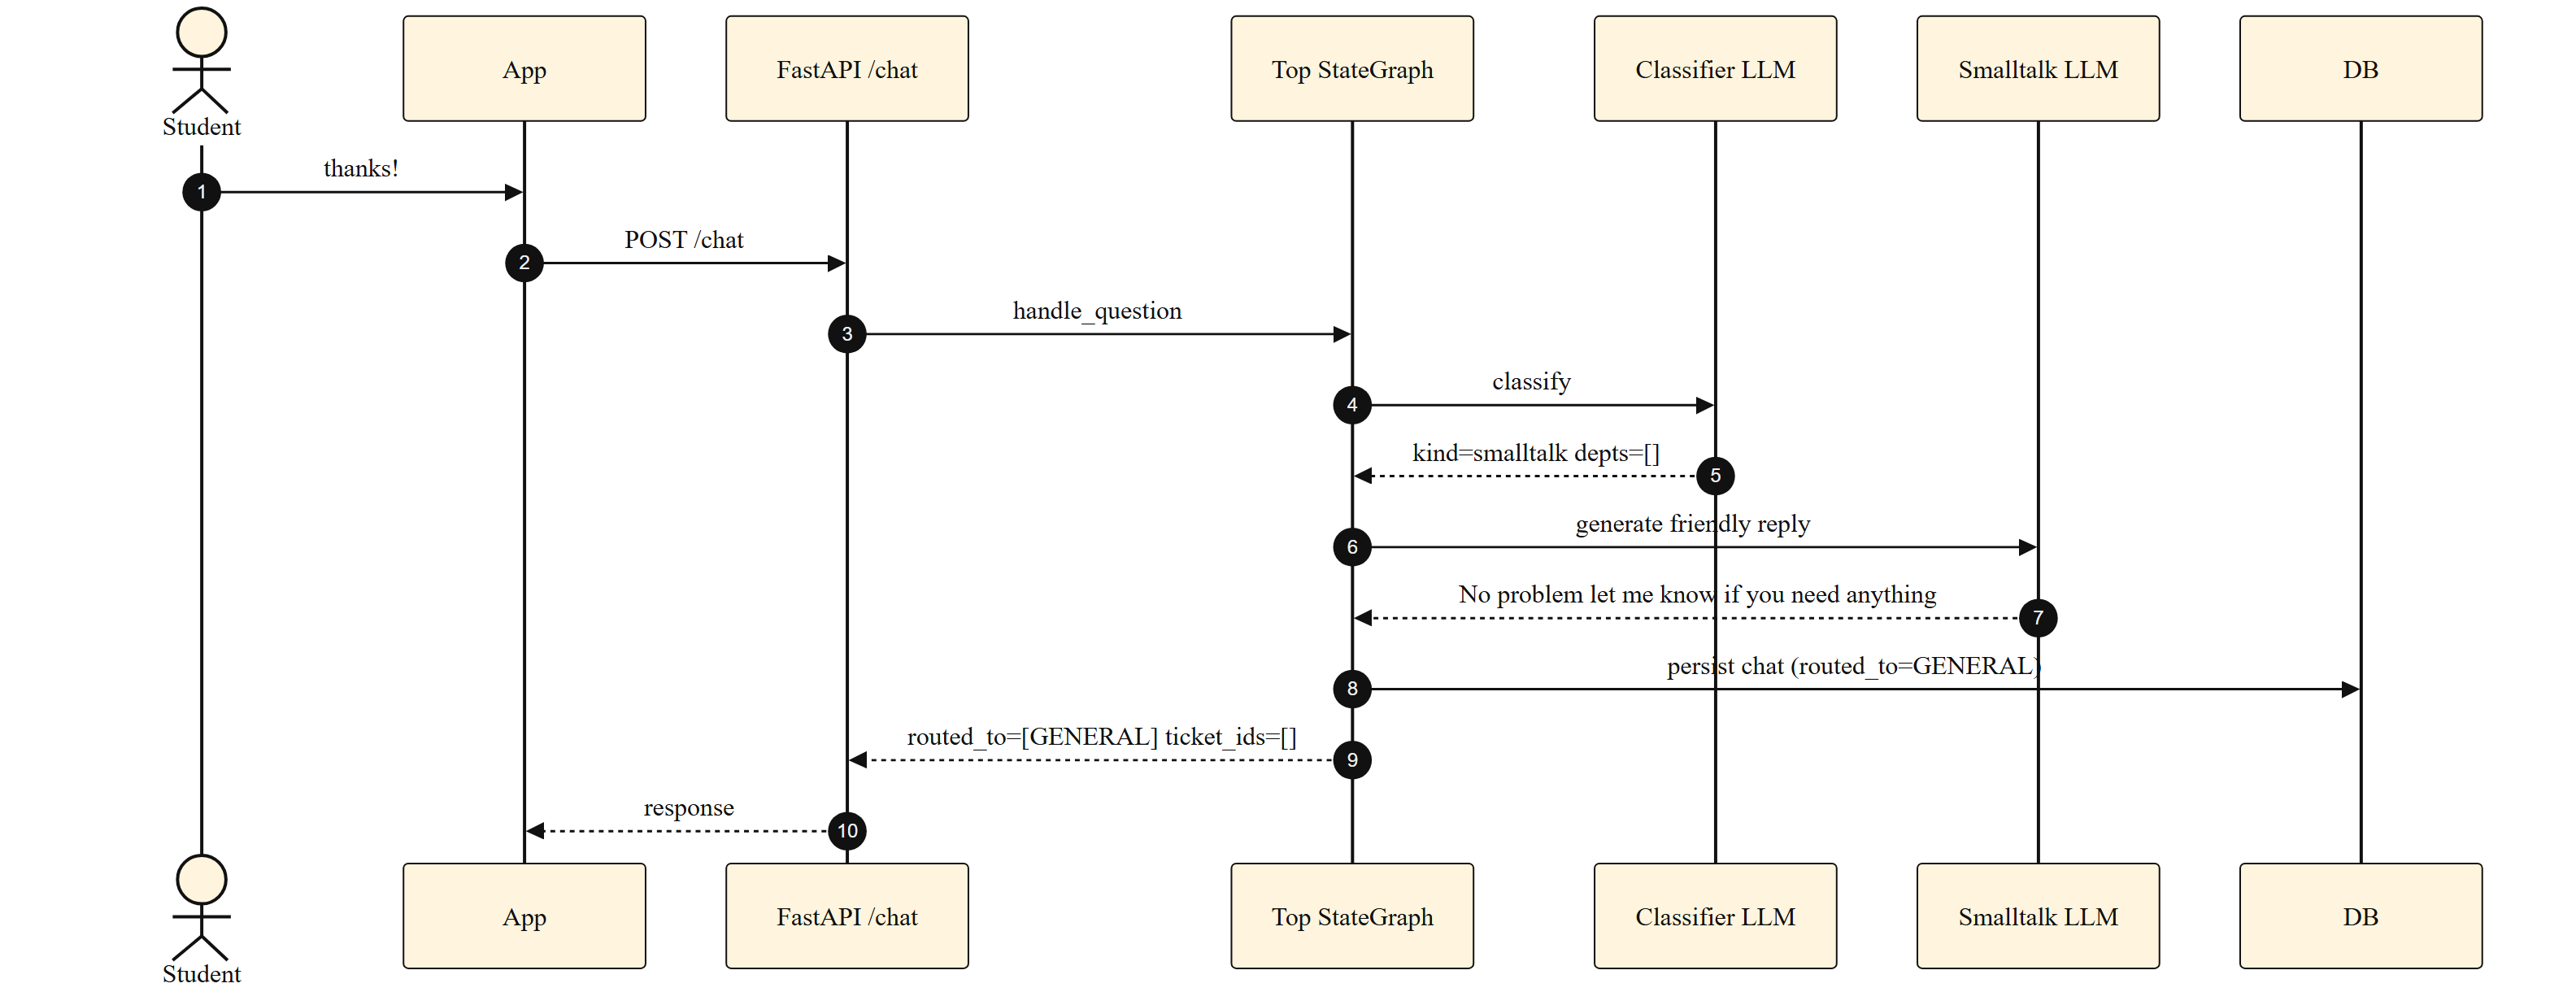 App
FastAPI /chat
Top StateGraph
Classifier LLM
Smalltalk LLM
DB
Student
thanks!
1
POST /chat
2
handle_question
3
classify
4
kind=smalltalk depts=[]
5
generate friendly reply
6
No problem let me know if you need anything
7
persist chat (routed_to=GENERAL)
8
routed_to=[GENERAL] ticket_ids=[]
9
response
10
App
FastAPI /chat
Top StateGraph
Classifier LLM
Smalltalk LLM
DB
Student